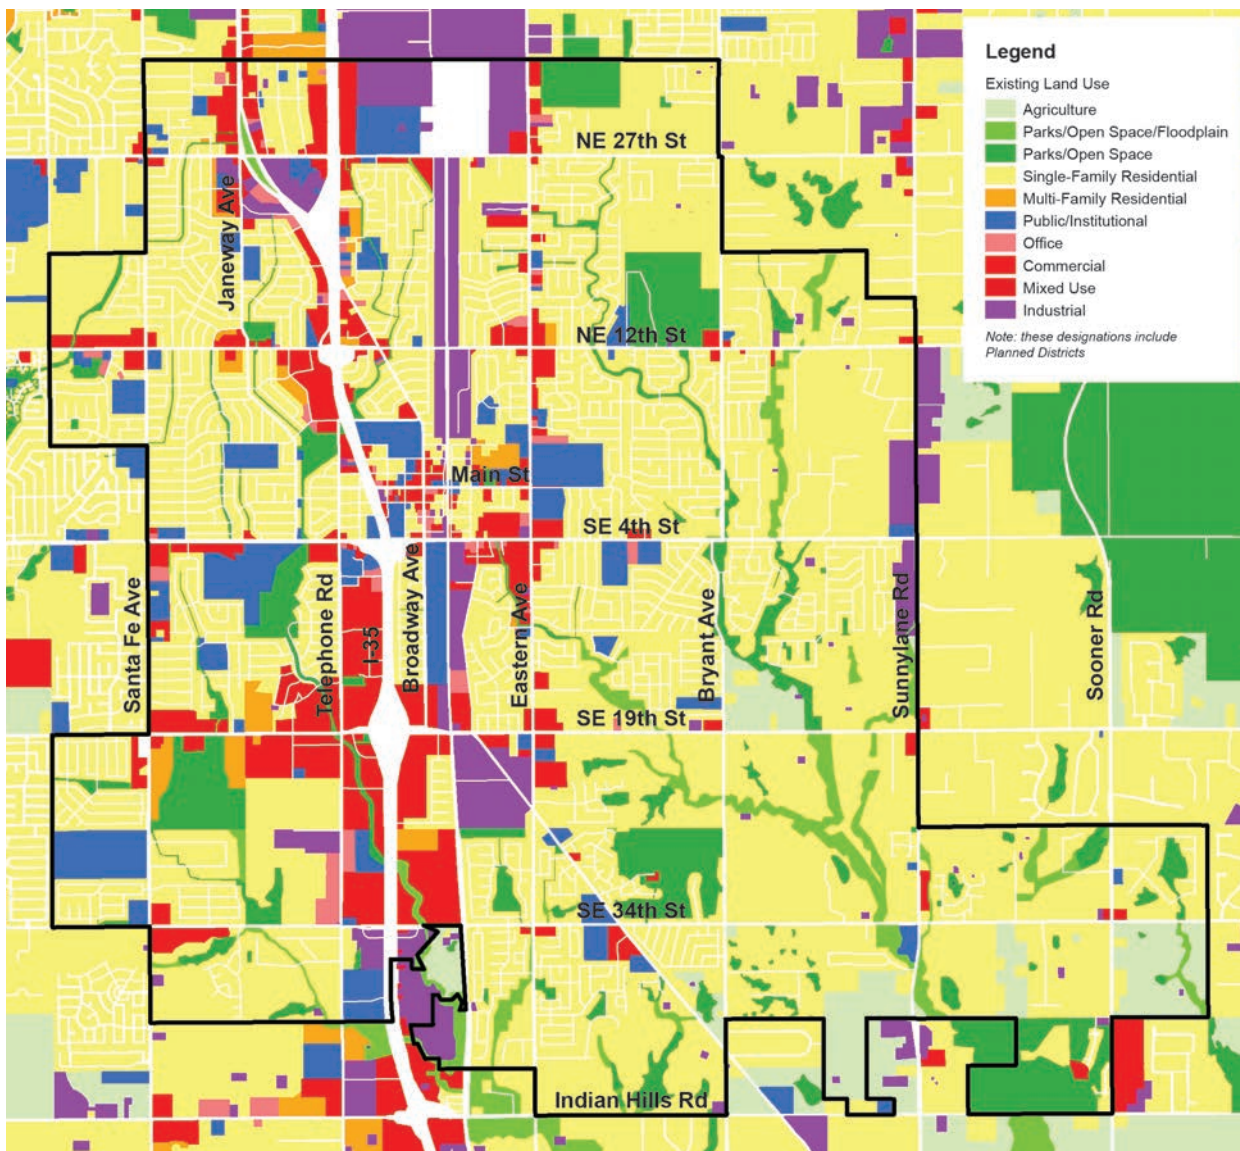 Legend
Existing Land Use
Agriculture
Parks/Open Space/Floodplain
Parks/Open Space
Single-Family Residential
Multi-Family Residential
Public/Institutional
Office
Commercial
Mixed Use
Industrial
Note: these designations include
Planned Districts
NE 27th St
Janeway Ave
NE 12th St
Main St
SE 4th St
Santa Fe Ave
Telephone Rd
I-35
Broadway Ave
Eastern Ave
Bryant Ave
Sunnylane Rd
Sooner Rd
SE 19th St
SE 34th St
Indian Hills Rd